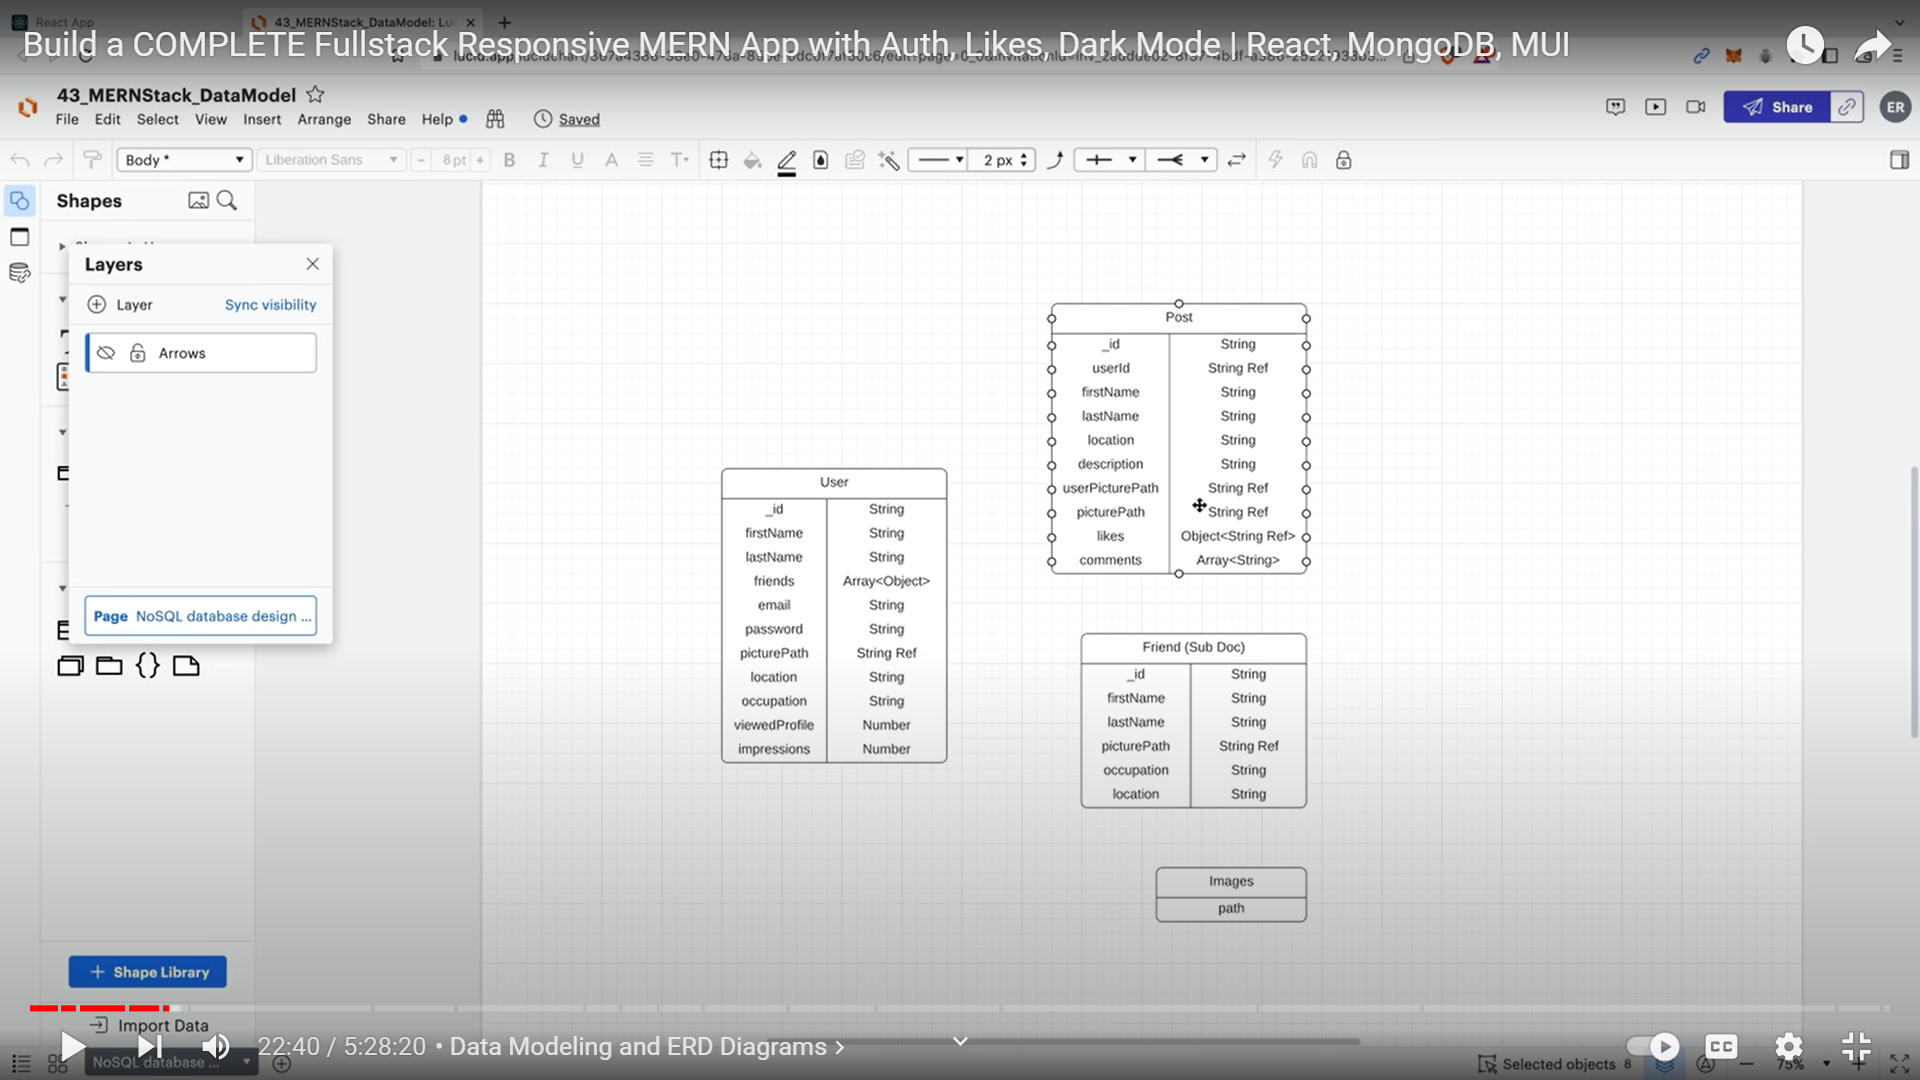 React App
43_MERNStack_DataModel: Luc
Build a COMPLETE Fullstack Responsive MERN App with Auth, Likes, Dark Mode | React, MongoDB, MUI
43_MERNStack_DataModel
File Edit Select View Insert Arrange Share Help
Saved
Share
ER
Body *
Liberation Sans
8 pt
B I U A T
2 px
Shapes
Layers
Layer
Sync visibility
Arrows
Page NoSQL database design ...
Post
_id String
userId String Ref
firstName String
lastName String
location String
description String
userPicturePath String Ref
picturePath String Ref
likes Object<String Ref>
comments Array<String>
User
_id String
firstName String
lastName String
friends Array<Object>
email String
password String
picturePath String Ref
location String
occupation String
viewedProfile Number
impressions Number
Friend (Sub Doc)
_id String
firstName String
lastName String
picturePath String Ref
occupation String
location String
Images
path
+ Shape Library
Import Data
22:40 / 5:28:20 • Data Modeling and ERD Diagrams
CC
NoSQL database ...
Selected objects 8
75%